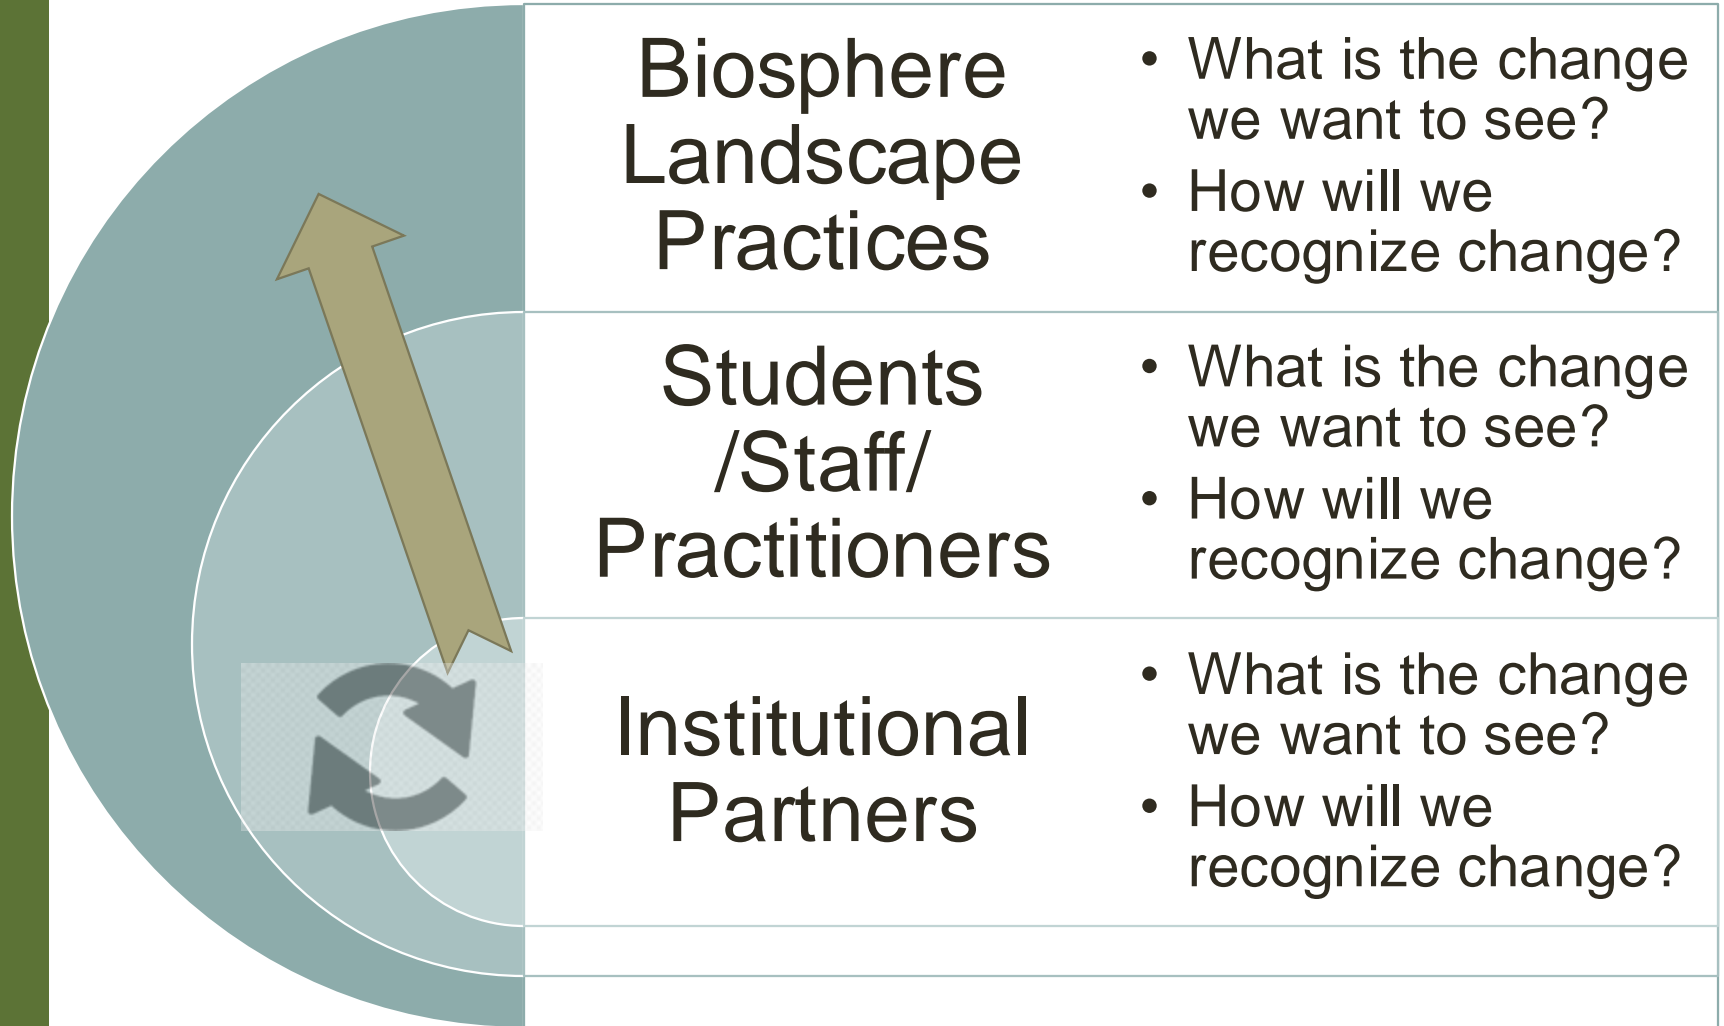 Biosphere
Landscape
Practices
• What is the change
we want to see?
• How will we
recognize change?
Students
/Staff/
Practitioners
• What is the change
we want to see?
• How will we
recognize change?
Institutional
Partners
• What is the change
we want to see?
• How will we
recognize change?